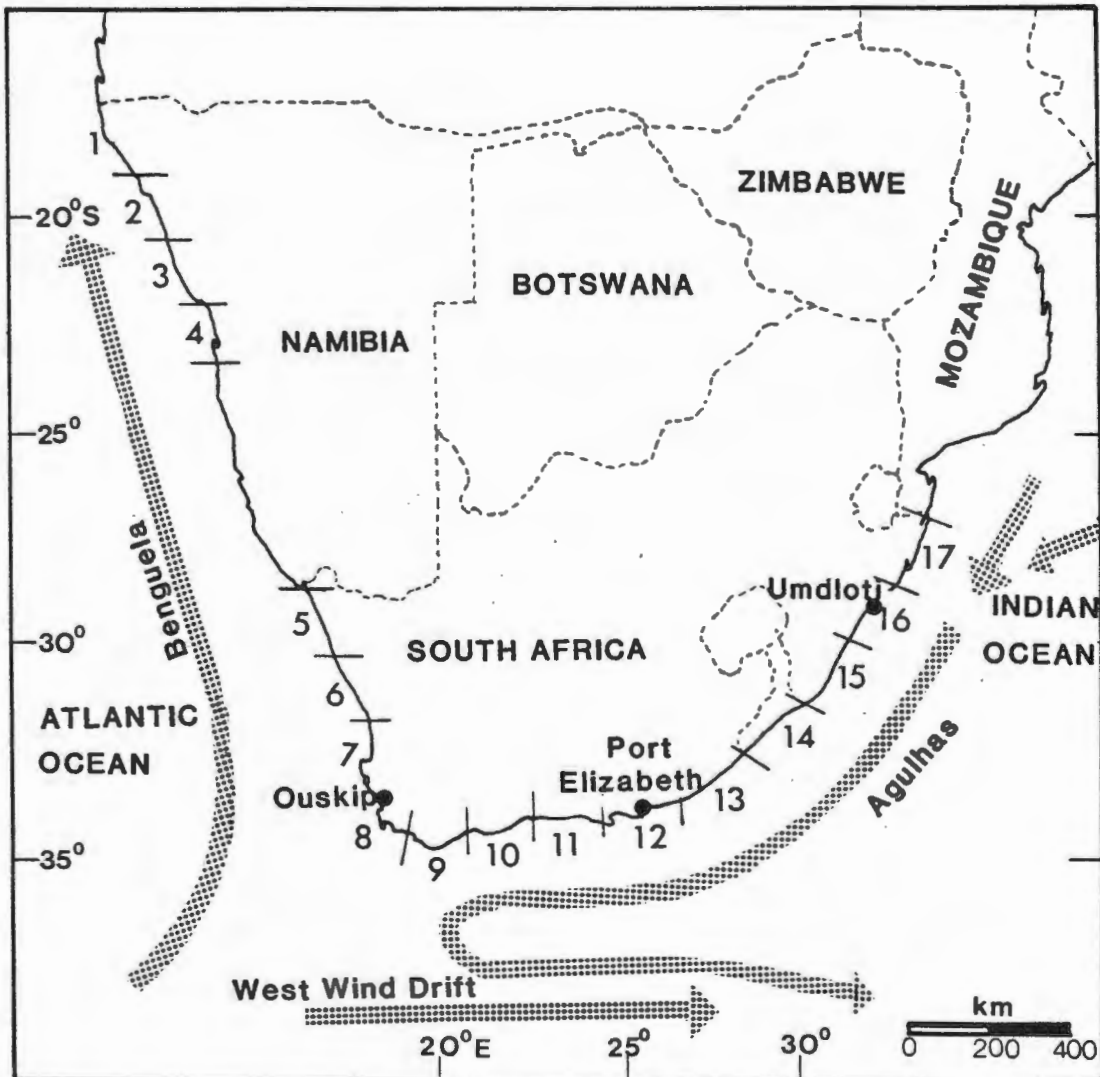 1
2
3
4
5
6
7
8
9
10
11
12
13
14
15
16
17
20°S
25°
30°
35°
20°E
25°
30°
ZIMBABWE
BOTSWANA
NAMIBIA
MOZAMBIQUE
SOUTH AFRICA
Umdloti
Port
Elizabeth
Ouskip
INDIAN
OCEAN
ATLANTIC
OCEAN
Benguela
Agulhas
West Wind Drift
km
0 200 400